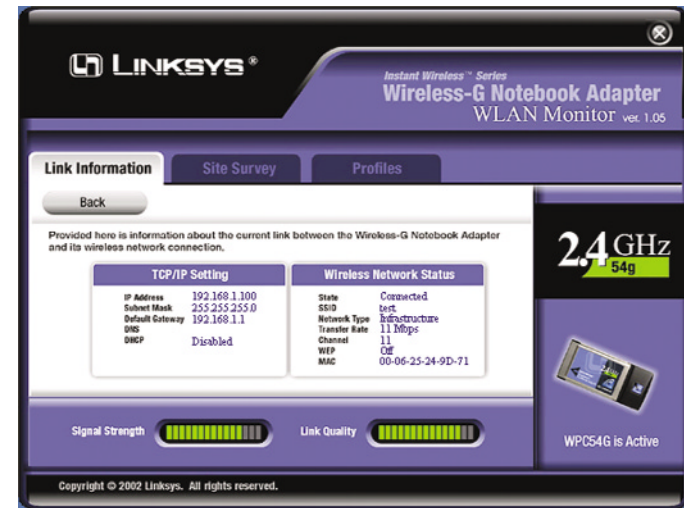 LINKSYS®
Instant Wireless™ Series
Wireless-G Notebook Adapter
WLAN Monitor ver. 1.05
Link Information
Site Survey
Profiles
Back
Provided here is information about the current link between the Wireless-G Notebook Adapter
and its wireless network connection.
TCP/IP Setting
IP Address 192.168.1.100
Subnet Mask 255.255.255.0
Default Gateway 192.168.1.1
DNS
DHCP Disabled
Wireless Network Status
State Connected
SSID test
Network Type Infrastructure
Transfer Rate 11 Mbps
Channel 11
WEP Off
MAC 00-06-25-24-9D-71
2.4 GHz
54g
Signal Strength
Link Quality
WPC54G is Active
Copyright © 2002 Linksys. All rights reserved.